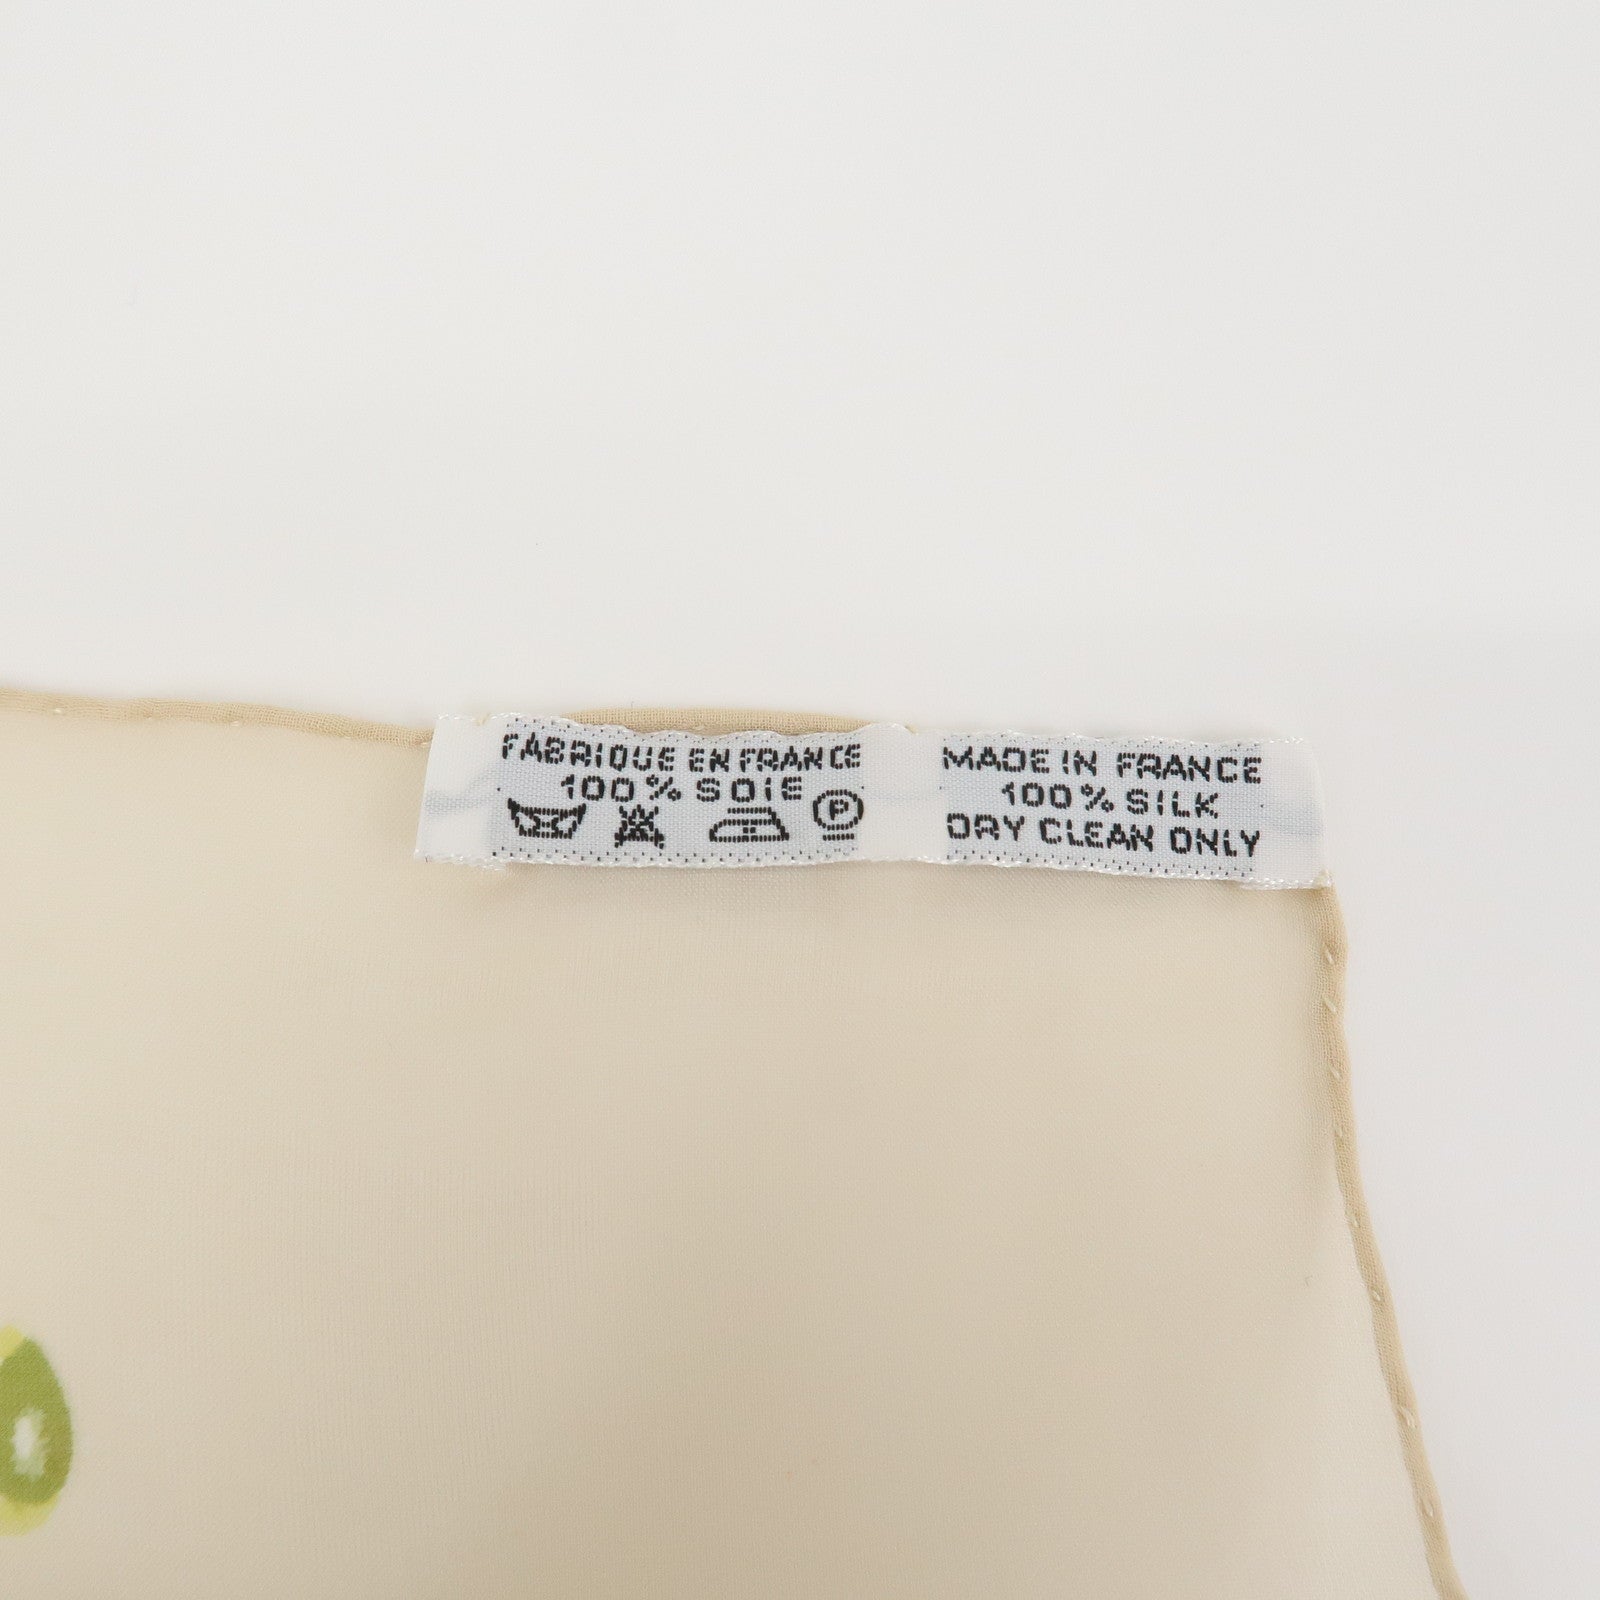 FABRIQUE EN FRANCE
100% SOIE
P
MADE IN FRANCE
100% SILK
DRY CLEAN ONLY